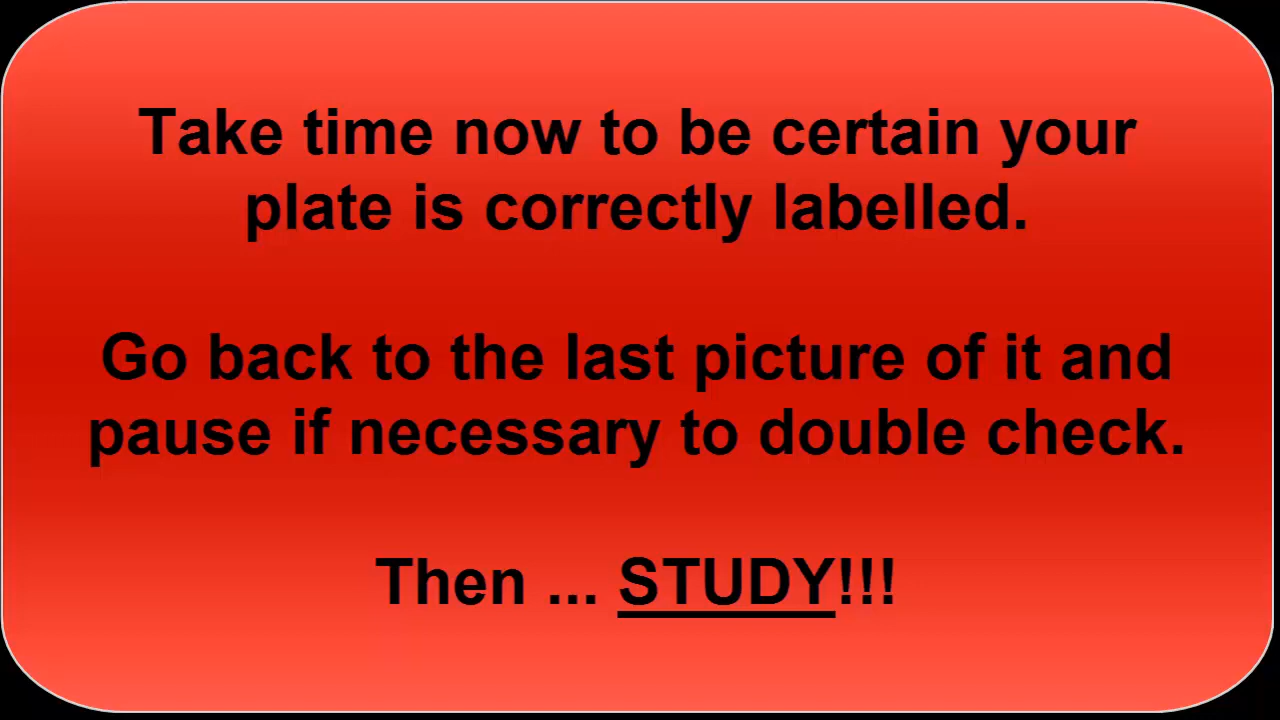 Take time now to be certain your
plate is correctly labelled.
Go back to the last picture of it and
pause if necessary to double check.
Then ... STUDY!!!